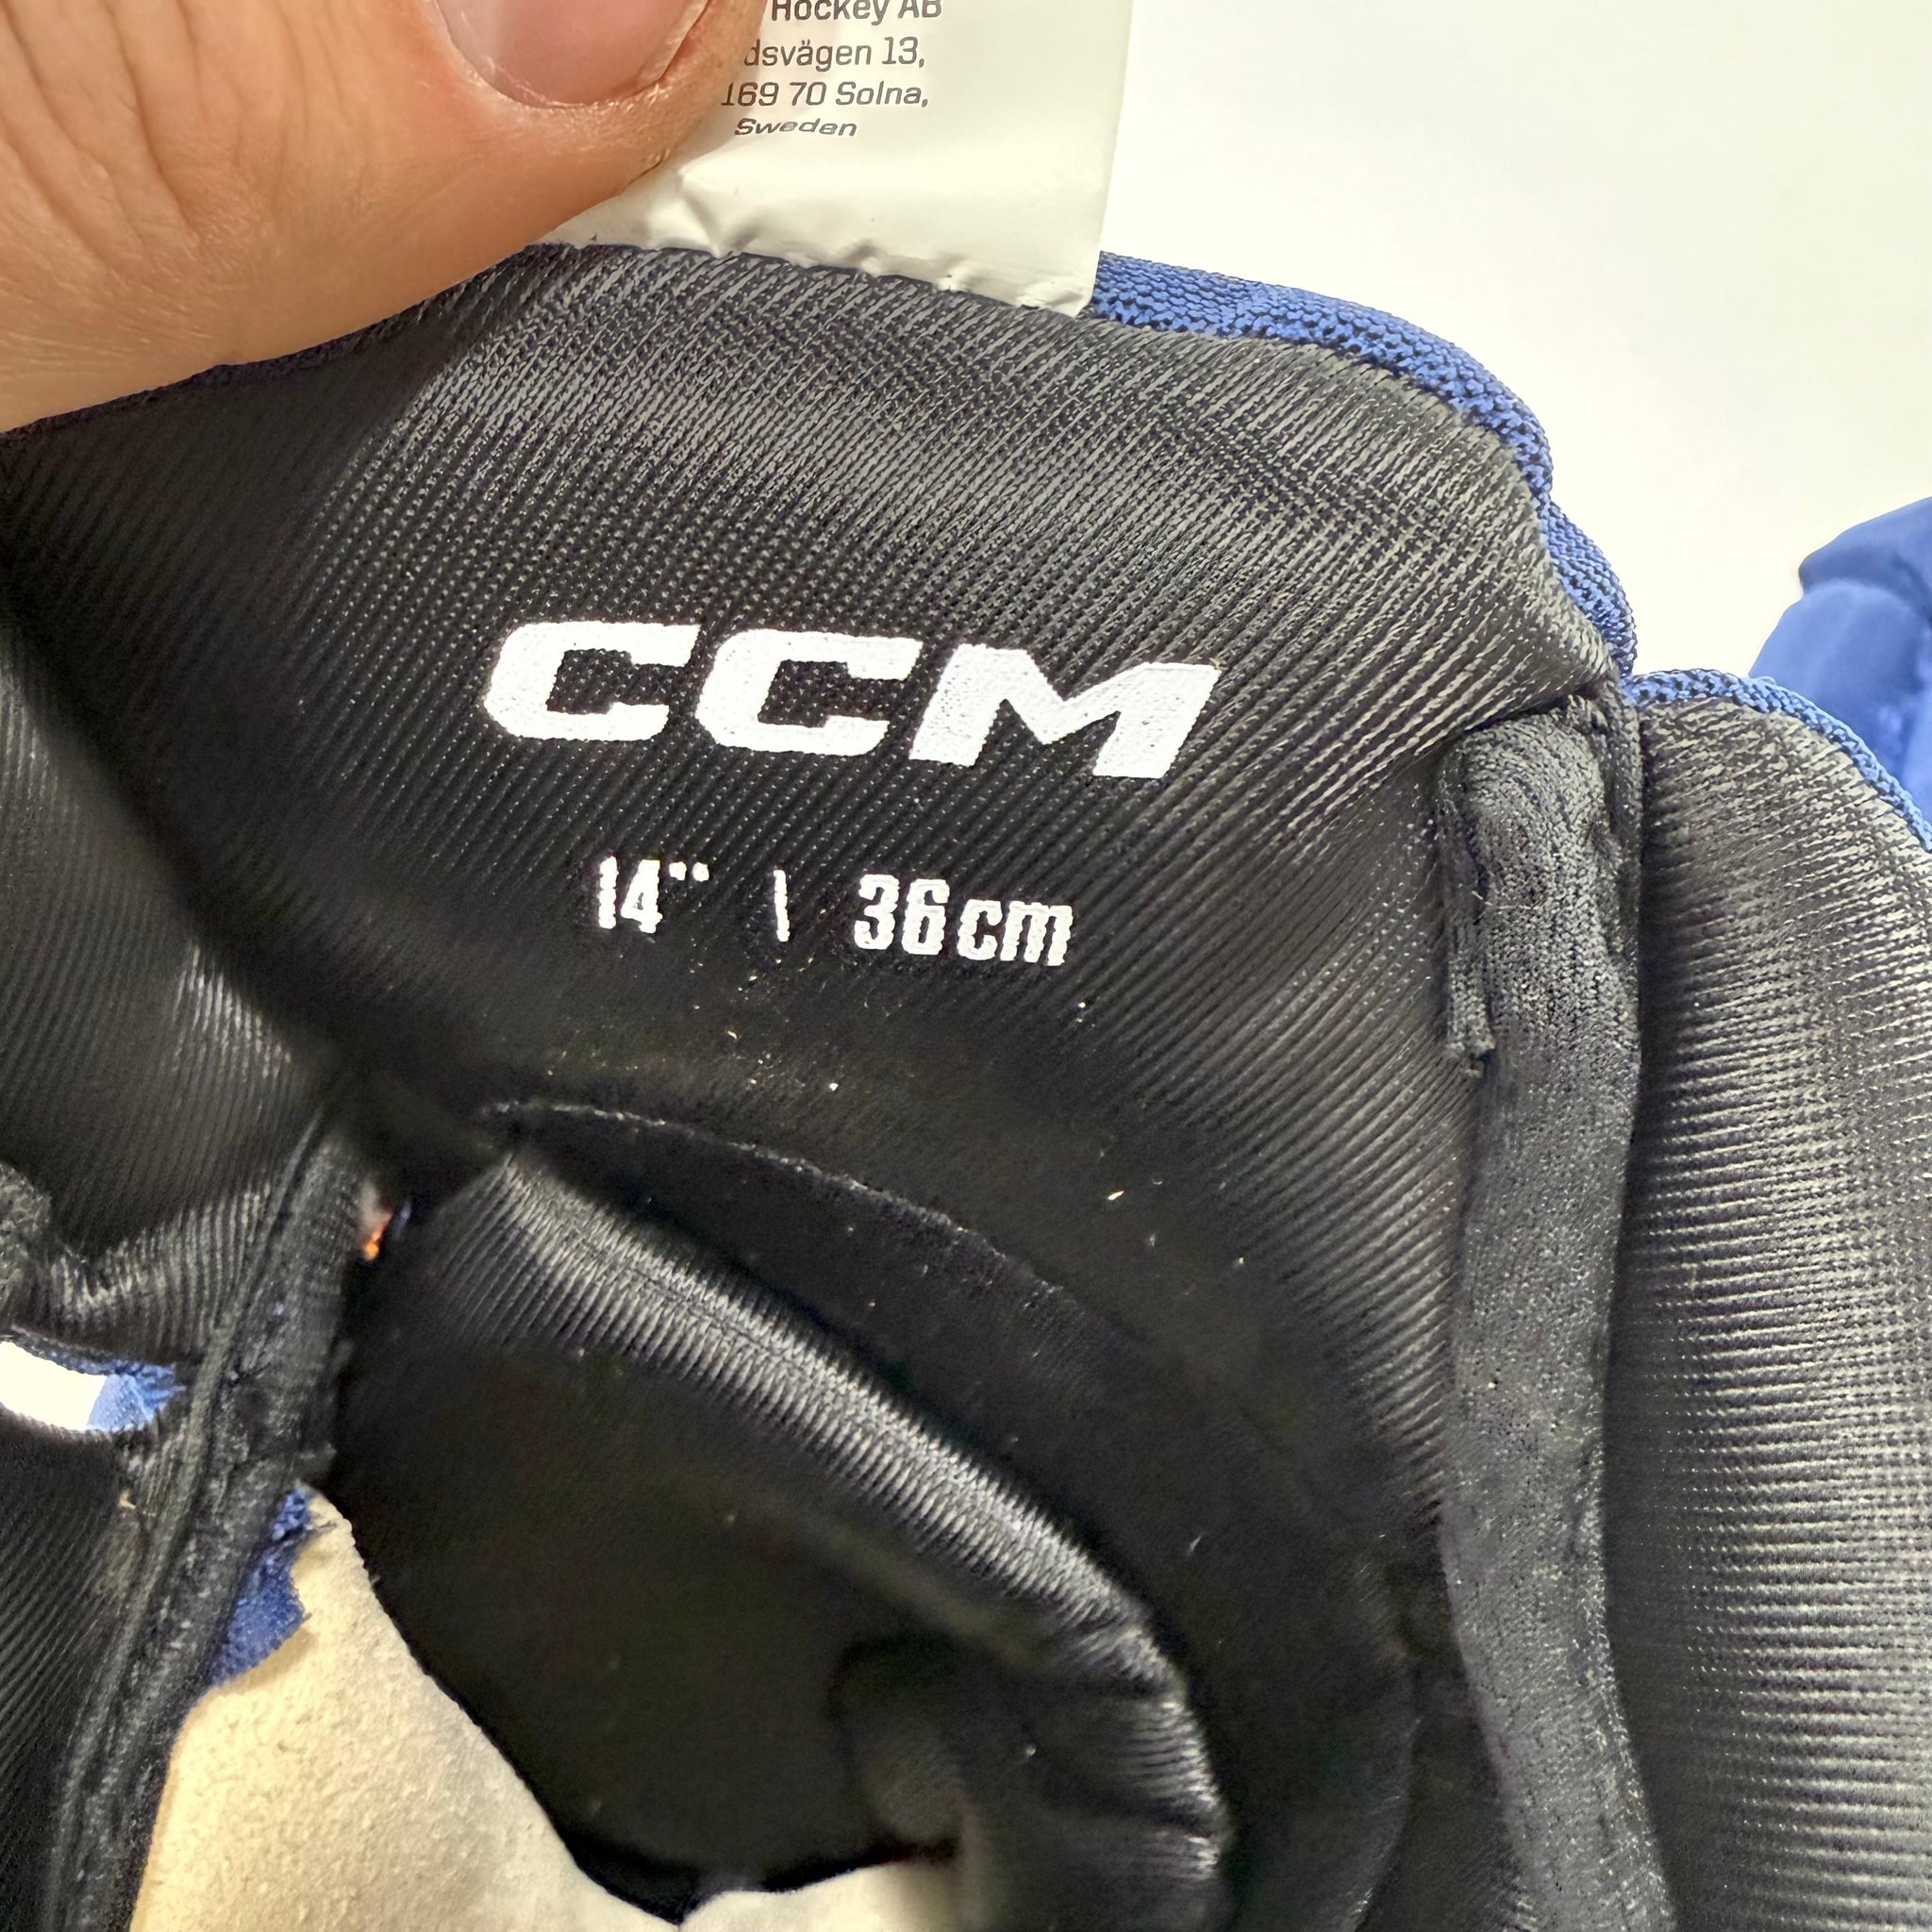 Hockey AB
dsvägen 13,
169 70 Solna,
Sweden
CCM
14" \ 36cm